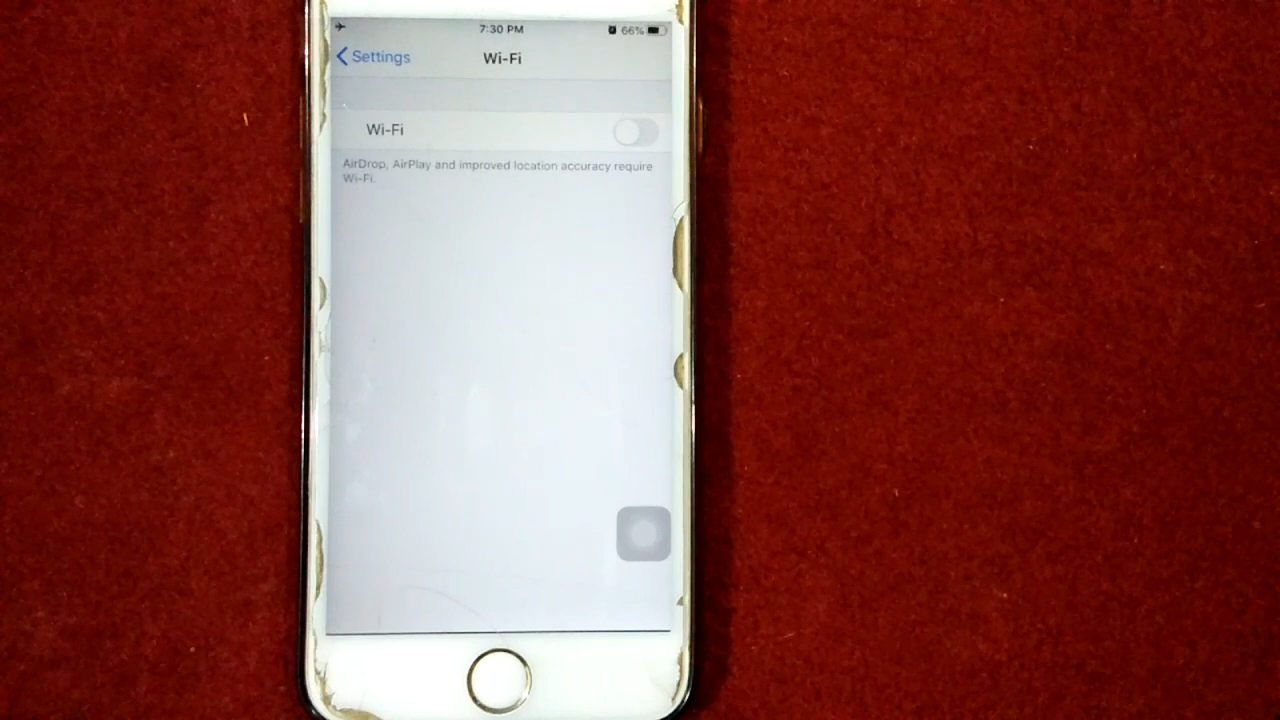 7:30 PM
66%
Settings
Wi-Fi
Wi-Fi
AirDrop, AirPlay and improved location accuracy require
Wi-Fi.